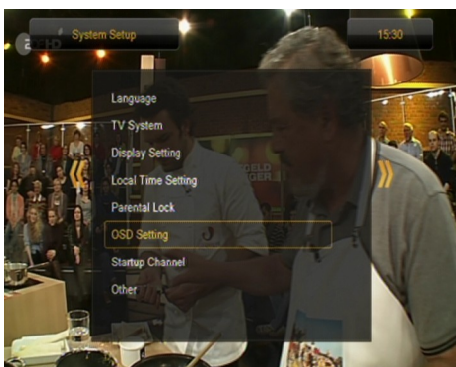 System Setup
15:30
Language
TV System
Display Setting
Local Time Setting
Parental Lock
OSD Setting
Startup Channel
Other